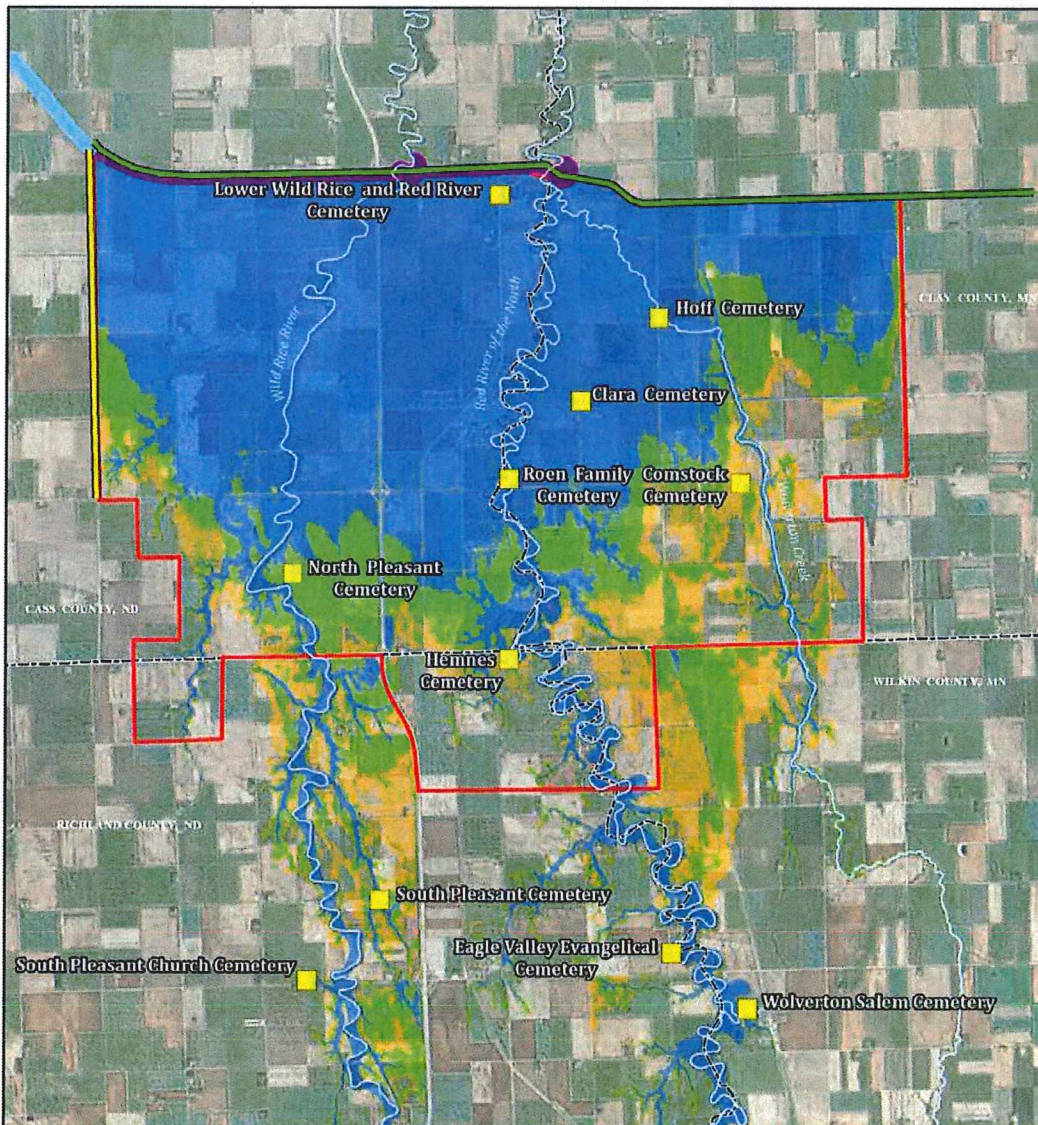 Lower Wild Rice and Red River
Cemetery
Hoff Cemetery
CLAY COUNTY, MN
Wild Rice River
Red River of the North
Clara Cemetery
Roen Family
Cemetery
Comstock
Cemetery
North Pleasant
Cemetery
Wolverton Creek
CASS COUNTY, ND
Hemnes
Cemetery
WILKIN COUNTY, MN
RICHLAND COUNTY, ND
South Pleasant Cemetery
Eagle Valley Evangelical
Cemetery
South Pleasant Church Cemetery
Wolverton Salem Cemetery